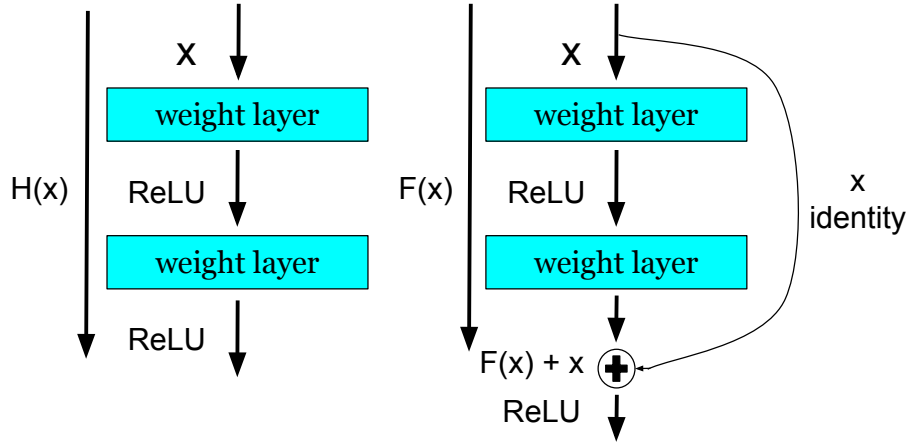 x
weight layer
H(x)
ReLU
weight layer
ReLU
x
weight layer
F(x)
ReLU
x
identity
weight layer
F(x) + x
ReLU